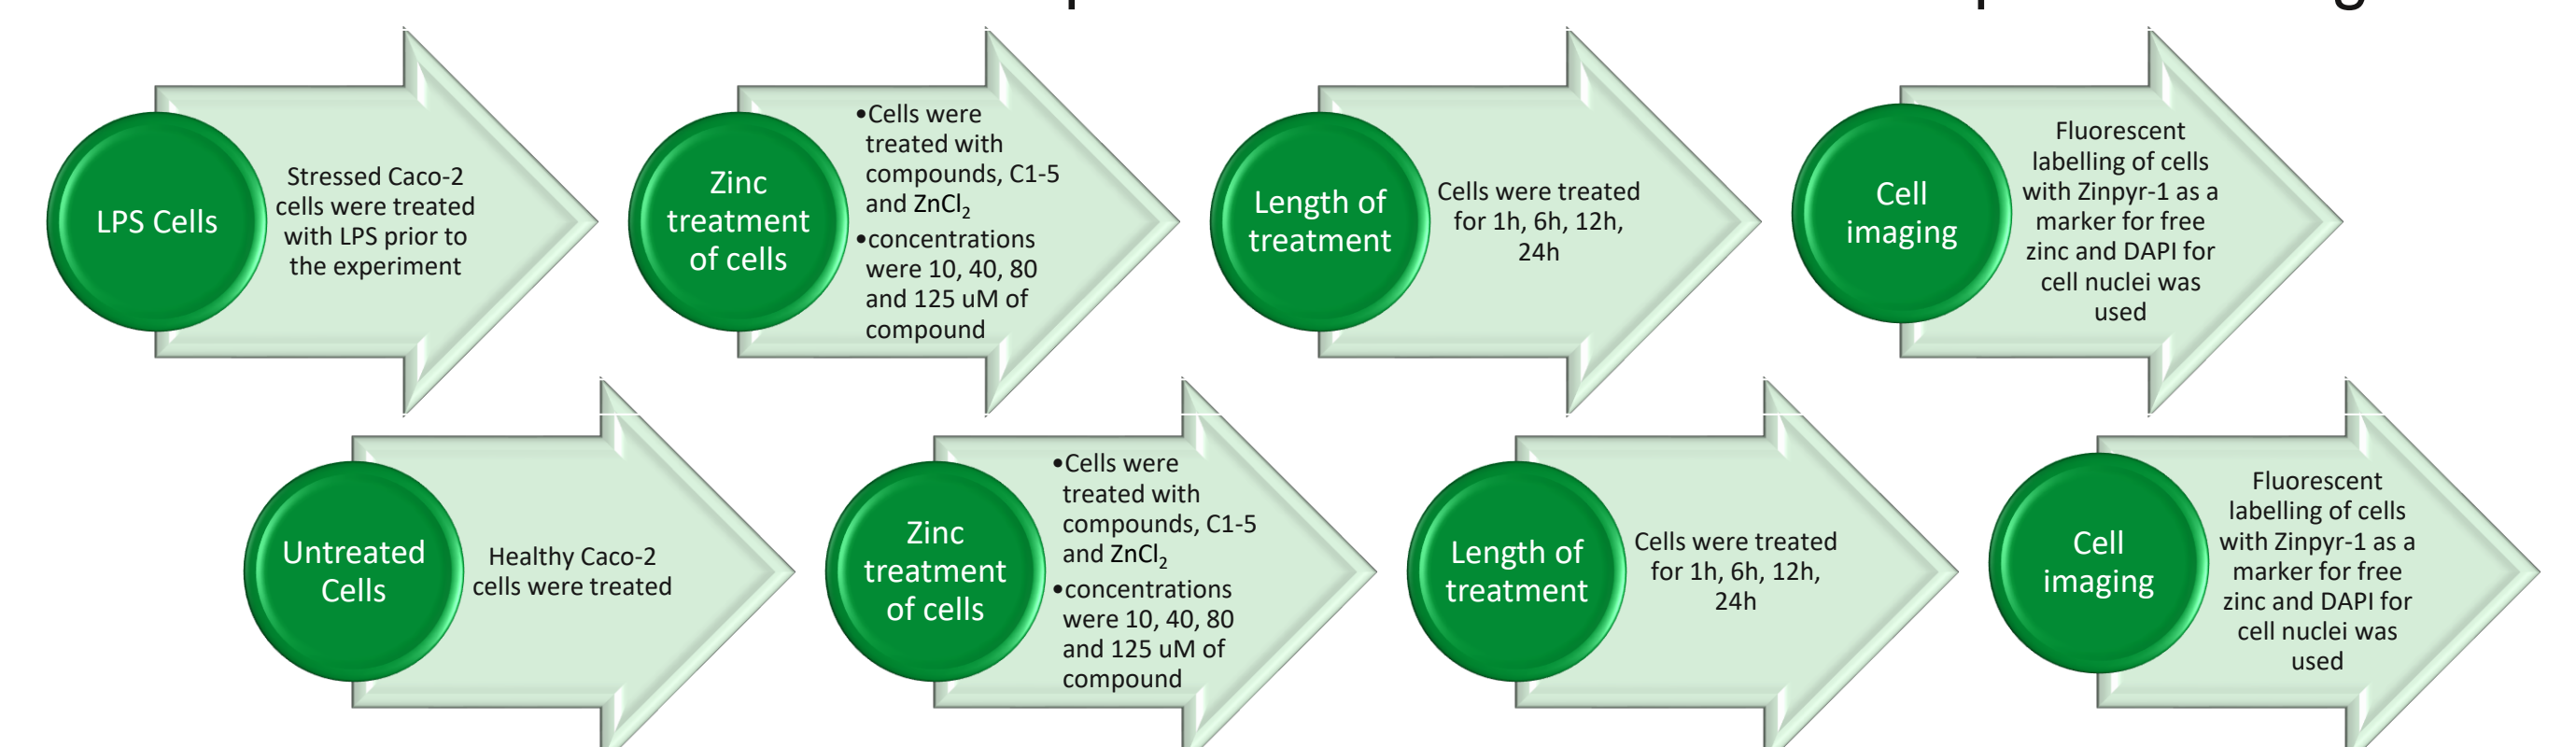 LPS Cells
Stressed Caco-2
cells were treated
with LPS prior to
the experiment
Zinc
treatment
of cells
•Cells were
treated with
compounds, C1-5
and ZnCl₂
•concentrations
were 10, 40, 80
and 125 uM of
compound
Length of
treatment
Cells were treated
for 1h, 6h, 12h,
24h
Cell
imaging
Fluorescent
labelling of cells
with Zinpyr-1 as a
marker for free
zinc and DAPI for
cell nuclei was
used
Untreated
Cells
Healthy Caco-2
cells were treated
Zinc
treatment
of cells
•Cells were
treated with
compounds, C1-5
and ZnCl₂
•concentrations
were 10, 40, 80
and 125 uM of
compound
Length of
treatment
Cells were treated
for 1h, 6h, 12h,
24h
Cell
imaging
Fluorescent
labelling of cells
with Zinpyr-1 as a
marker for free
zinc and DAPI for
cell nuclei was
used